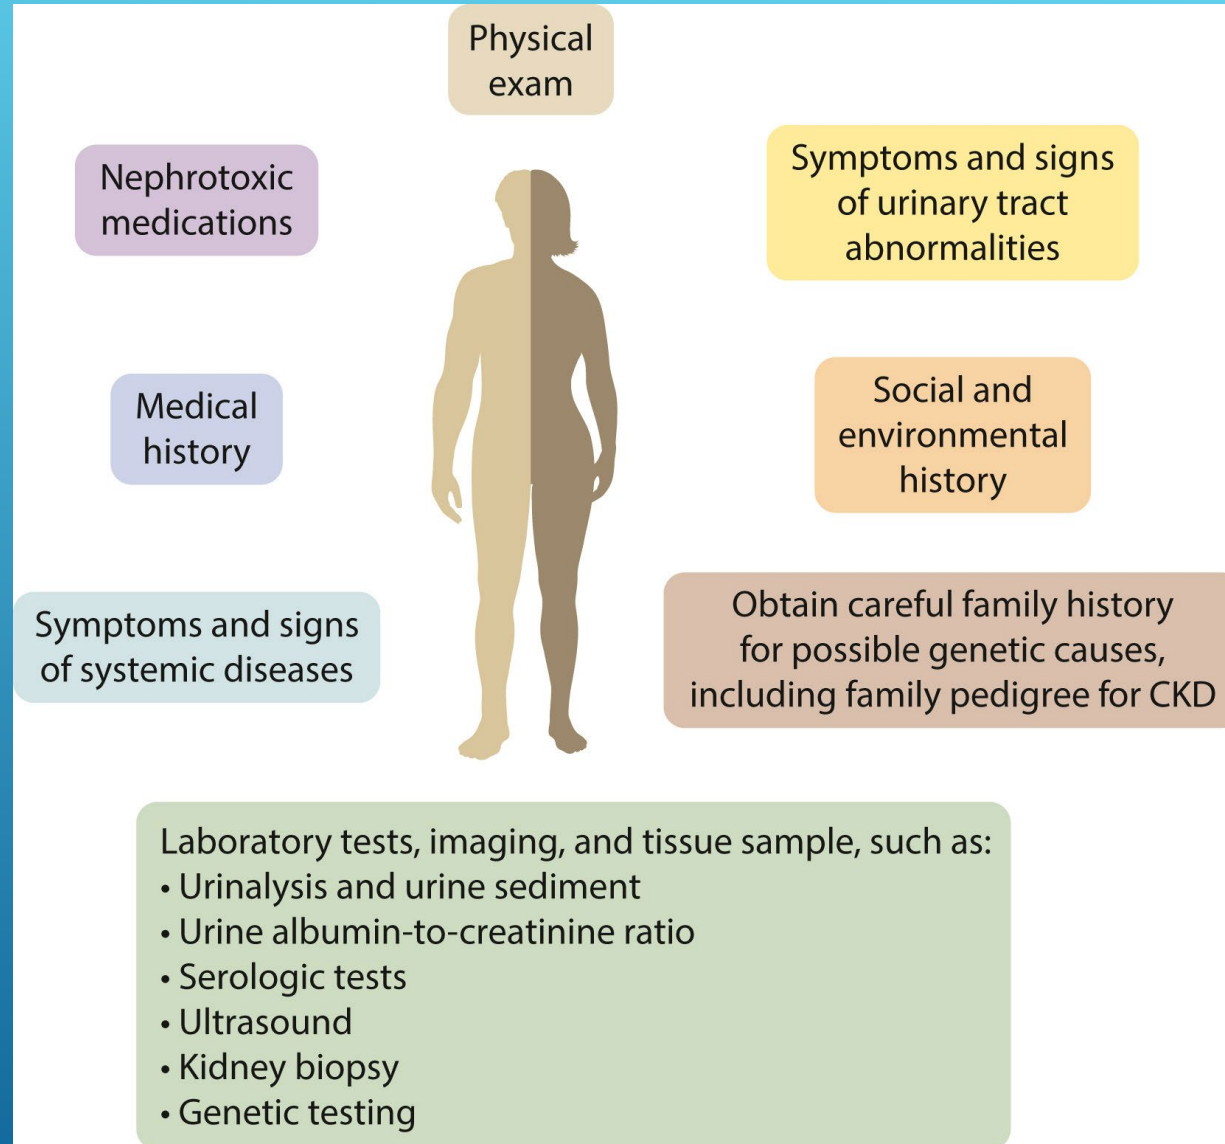 Physical
exam
Nephrotoxic
medications
Symptoms and signs
of urinary tract
abnormalities
Medical
history
Social and
environmental
history
Symptoms and signs
of systemic diseases
Obtain careful family history
for possible genetic causes,
including family pedigree for CKD
Laboratory tests, imaging, and tissue sample, such as:
• Urinalysis and urine sediment
• Urine albumin-to-creatinine ratio
• Serologic tests
• Ultrasound
• Kidney biopsy
• Genetic testing